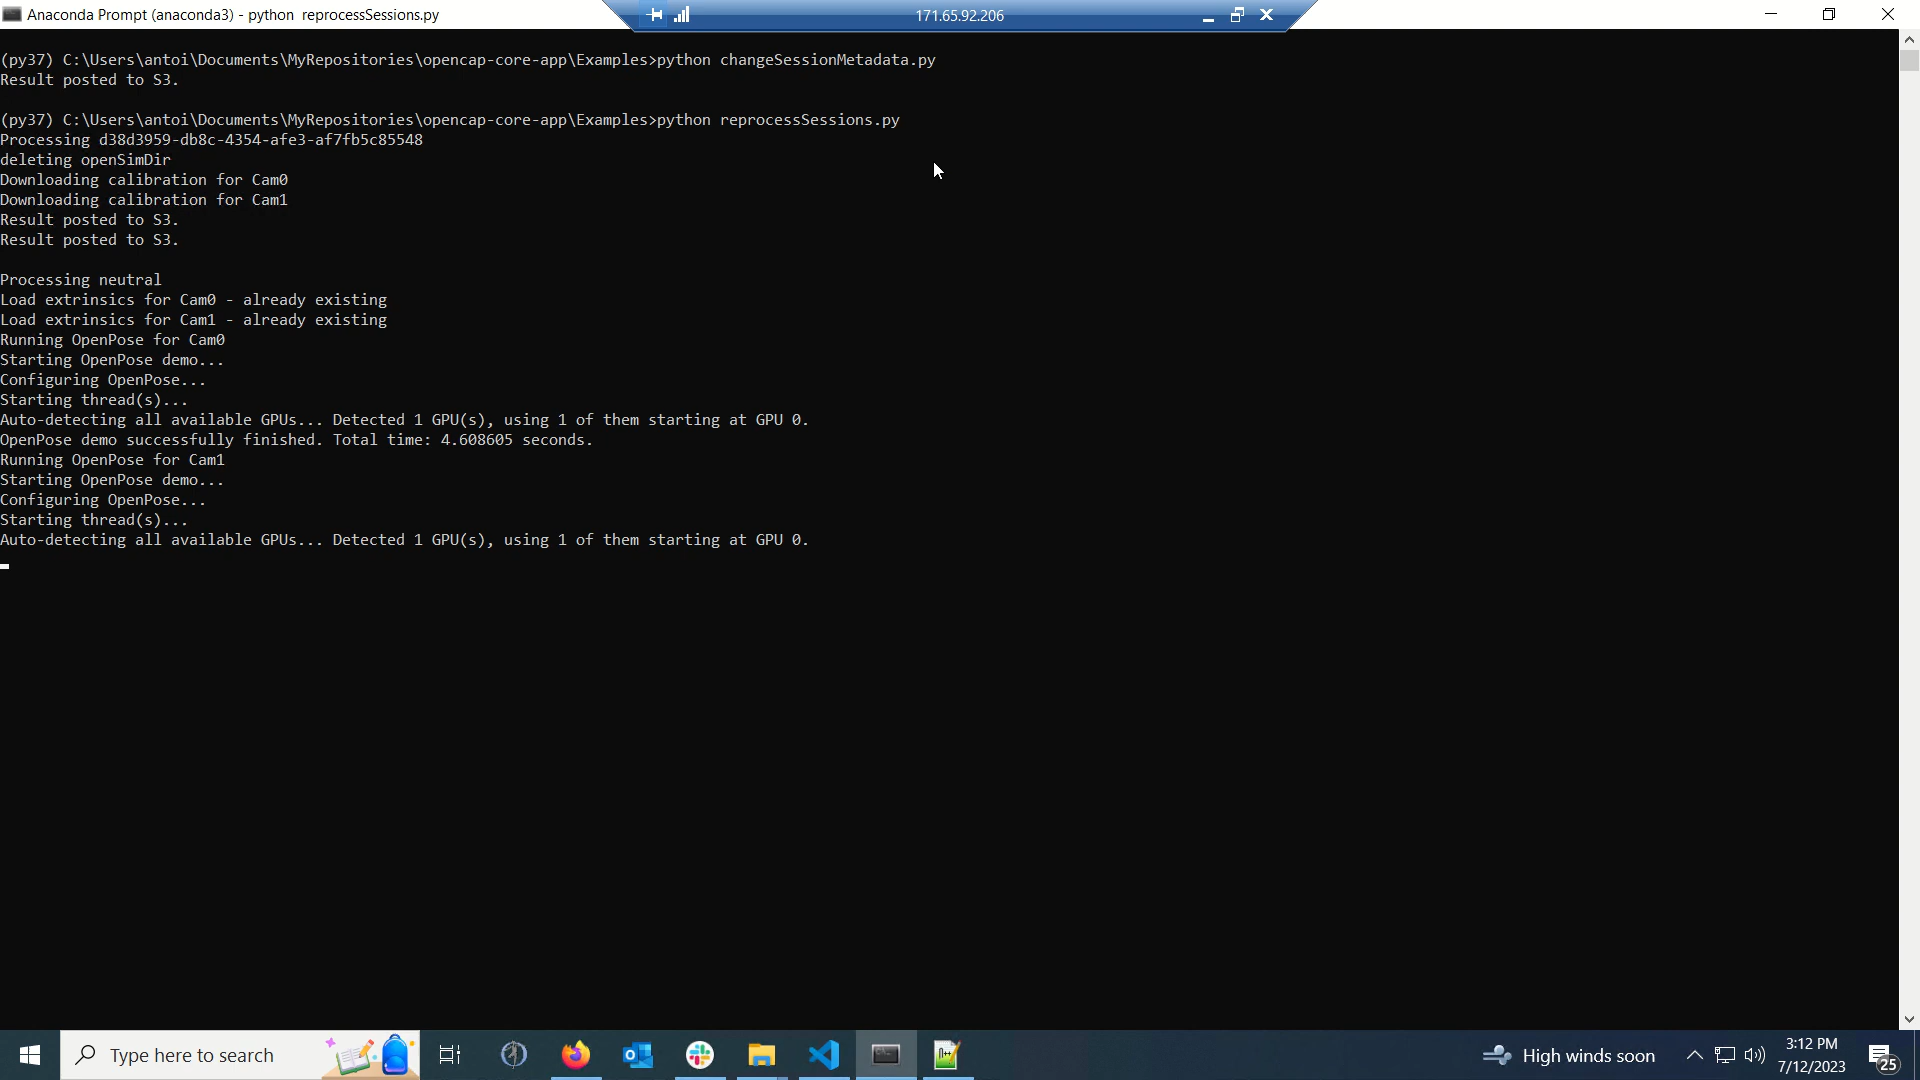 Anaconda Prompt (anaconda3) - python  reprocessSessions.py
171.65.92.206
(py37) C:\Users\antoi\Documents\MyRepositories\opencap-core-app\Examples>python changeSessionMetadata.py
Result posted to S3.
(py37) C:\Users\antoi\Documents\MyRepositories\opencap-core-app\Examples>python reprocessSessions.py
Processing d38d3959-db8c-4354-afe3-af7fb5c85548
deleting openSimDir
Downloading calibration for Cam0
Downloading calibration for Cam1
Result posted to S3.
Result posted to S3.
Processing neutral
Load extrinsics for Cam0 - already existing
Load extrinsics for Cam1 - already existing
Running OpenPose for Cam0
Starting OpenPose demo...
Configuring OpenPose...
Starting thread(s)...
Auto-detecting all available GPUs... Detected 1 GPU(s), using 1 of them starting at GPU 0.
OpenPose demo successfully finished. Total time: 4.608605 seconds.
Running OpenPose for Cam1
Starting OpenPose demo...
Configuring OpenPose...
Starting thread(s)...
Auto-detecting all available GPUs... Detected 1 GPU(s), using 1 of them starting at GPU 0.
Type here to search
High winds soon
3:12 PM
7/12/2023
25